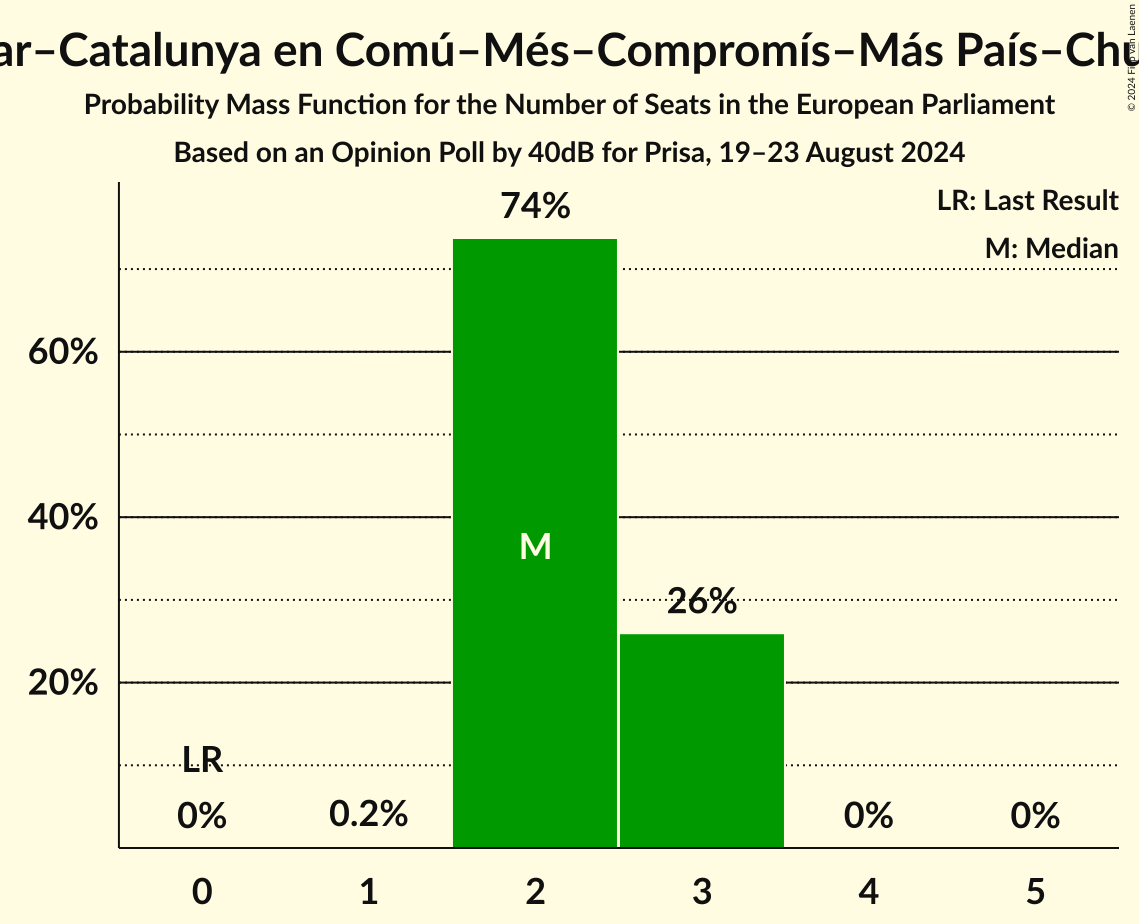 ar–Catalunya en Comú–Més–Compromís–Más País–Chu
© 2024 Filip van Laenen
Probability Mass Function for the Number of Seats in the European Parliament
Based on an Opinion Poll by 40dB for Prisa, 19–23 August 2024
LR: Last Result
M: Median
74%
60%
40%
M
26%
20%
LR
0%
0.2%
0%
0%
0
1
2
3
4
5